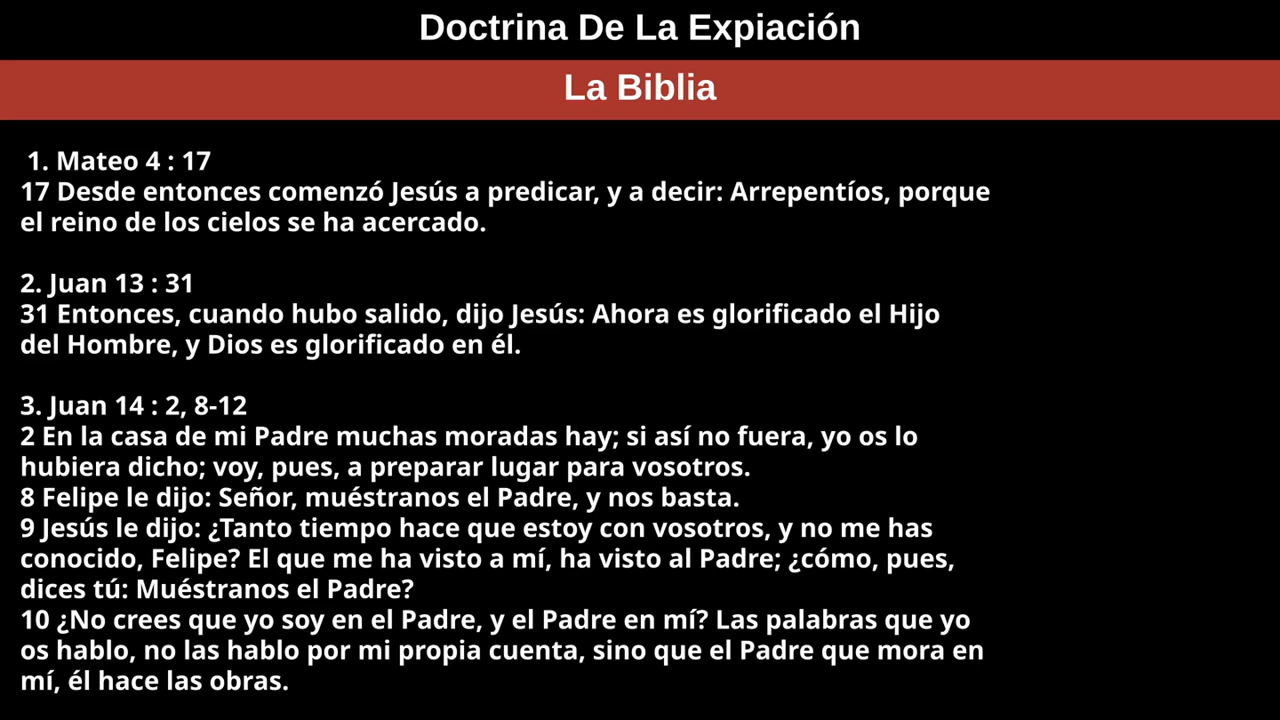 Doctrina De La Expiación
La Biblia
1. Mateo 4 : 17
17 Desde entonces comenzó Jesús a predicar, y a decir: Arrepentíos, porque
el reino de los cielos se ha acercado.
2. Juan 13 : 31
31 Entonces, cuando hubo salido, dijo Jesús: Ahora es glorificado el Hijo
del Hombre, y Dios es glorificado en él.
3. Juan 14 : 2, 8-12
2 En la casa de mi Padre muchas moradas hay; si así no fuera, yo os lo
hubiera dicho; voy, pues, a preparar lugar para vosotros.
8 Felipe le dijo: Señor, muéstranos el Padre, y nos basta.
9 Jesús le dijo: ¿Tanto tiempo hace que estoy con vosotros, y no me has
conocido, Felipe? El que me ha visto a mí, ha visto al Padre; ¿cómo, pues,
dices tú: Muéstranos el Padre?
10 ¿No crees que yo soy en el Padre, y el Padre en mí? Las palabras que yo
os hablo, no las hablo por mi propia cuenta, sino que el Padre que mora en
mí, él hace las obras.